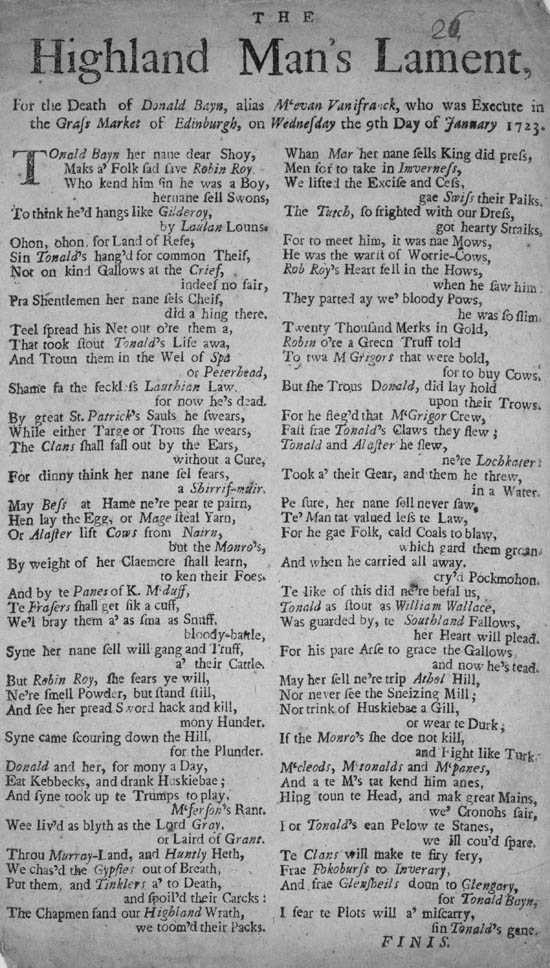 26
THE
Highland Man's Lament,
For the Death of Donald Bayn, alias Mcevan Vanifranck, who was Execute in
the Grass Market of Edinburgh, on Wednesday the 9th Day of January 1723.
TOnald Bayn her nane dear Shoy,
Maks a' Folk sad save Robin Roy.
Who kend him sin he was a Boy,
hernane sell Swons,
To think he'd hangs like Gilderoy,
by Laulan Louns.
Ohon, ohon, for Land of Rese,
Sin Tonald's hang'd for common Theif,
Not on kind Gallows at the Crief,
indeef no fair,
Pra Shentlemen her nane sels Cheif,
did a hing there.
Teel spread his Net out o're them a,
That took stout Tonald's Life awa,
And Troun them in the Wel of Spa
or Peterhead,
Shame fa the feckless Lauthian Law.
for now he's dead.
By great St. Patrick's Sauls he swears,
While either Targe or Trous she wears,
The Clans shall fall out by the Ears,
without a Cure,
For dinny think her nane sel fears,
a Shirrif-muir.
May Bess at Hame ne're pear te pairn,
Hen lay the Egg, or Mage steal Yarn,
Or Alaster lift Cows from Nairn,
but the Monro's,
By weight of her Claemore shall learn,
to ken their Foes.
And by te Panes of K. Mcduff,
Te Frasers shall get sik a cuff,
We'l bray them a' as sma as Snuff,
bloody-battle,
Syne her nane sell will gang and Truff,
a' their Cattle.
But Robin Roy, she fears ye will,
Ne're smell Powder, but stand still,
And see her pread Sword hack and kill,
mony Hunder.
Syne came scouring down the Hill,
for the Plunder.
Donald and her, for mony a Day,
Eat Kebbecks, and drank Huskiebae;
And syne took up te Trumps to play,
Mcferson's Rant.
Wee liv'd as blyth as the Lord Gray,
or Laird of Grant.
Throu Murray-Land, and Huntly Heth,
We chas'd the Gypsies out of Breath,
Put them, and Tinklers a' to Death,
and spoil'd their Carcks:
The Chapmen fand our Highland Wrath,
we toom'd their Packs.
Whan Mar her nane sells King did press,
Men for to take in Inverness,
We lifted the Excise and Cess,
gae Swiss their Paiks.
The Tutch, so frighted with our Dress,
got hearty Straiks.
For to meet him, it was nae Mows,
He was the warst of Worrie-Cows,
Rob Roy's Heart fell in the Hows,
when he saw him.
They parted ay we' bloody Pows,
he was so slim.
Twenty Thousand Merks in Gold,
Robin o're a Green Truff told
To twa McGrigors that were bold,
for to buy Cows.
But she Trous Donald, did lay hold
upon their Trows.
For he fleg'd that McGrigor Crew,
Fast frae Tonald's Claws they flew;
Tonald and Alaster he slew,
ne're Lochkater:
Took a' their Gear, and them he threw,
in a Water.
Pe sure, her nane sell never saw,
Te' Man tat valued less te Law,
For he gae Folk, cald Coals to blaw,
which gard them groan.
And when he carried all away.
cry'd Pockmohon.
Te like of this did ne're befal us,
Tonald as stout as William Wallace,
Was guarded by, te Southland Fallows,
her Heart will plead.
For his pare Arse to grace the Gallows,
and now he's tead.
May her sell ne're trip Athol Hill,
Nor never see the Sneizing Mill;
Nor trink of Huskiebae a Gill,
or wear te Durk;
If the Monro's she doe not kill,
and Fight like Turk.
Mccleods, Mctonalds and Mcpanes,
And a te M's tat kend him anes,
Hing toun te Head, and mak great Mains,
we' Cronohs sair,
For Tonald's ean Pelow te Stanes,
we ill cou'd spare.
Te Clans will make te firy fery,
Frae Fokoburss to Inverary,
And frae Glensheils doun to Glengary,
for Tonald Bayn,
I fear te Plots will a' miscarry,
sin Tonald's gane.
FINIS.